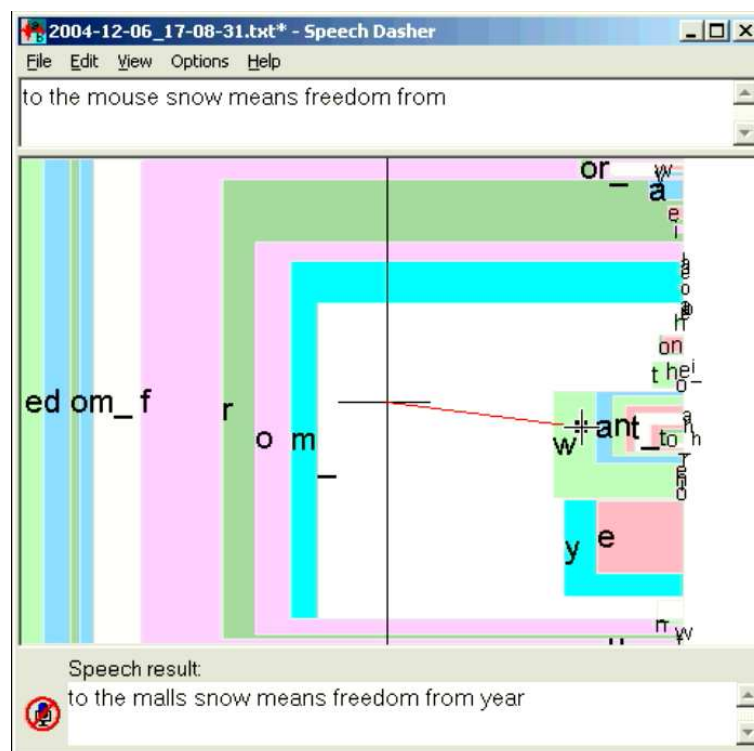 2004-12-06_17-08-31.txt* - Speech Dasher
File Edit View Options Help
to the mouse snow means freedom from
or_
a
e
i
on
t he
ed om_ f r o m _
w ant_to
y e
Speech result:
to the malls snow means freedom from year